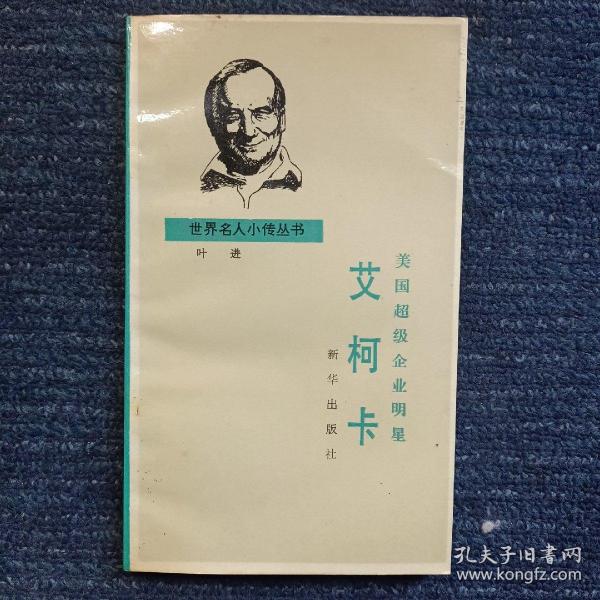 世界名人小传丛书
叶 进
美国超级企业明星
艾柯卡
新华出版社
孔夫子旧書网
www.kongfz.com